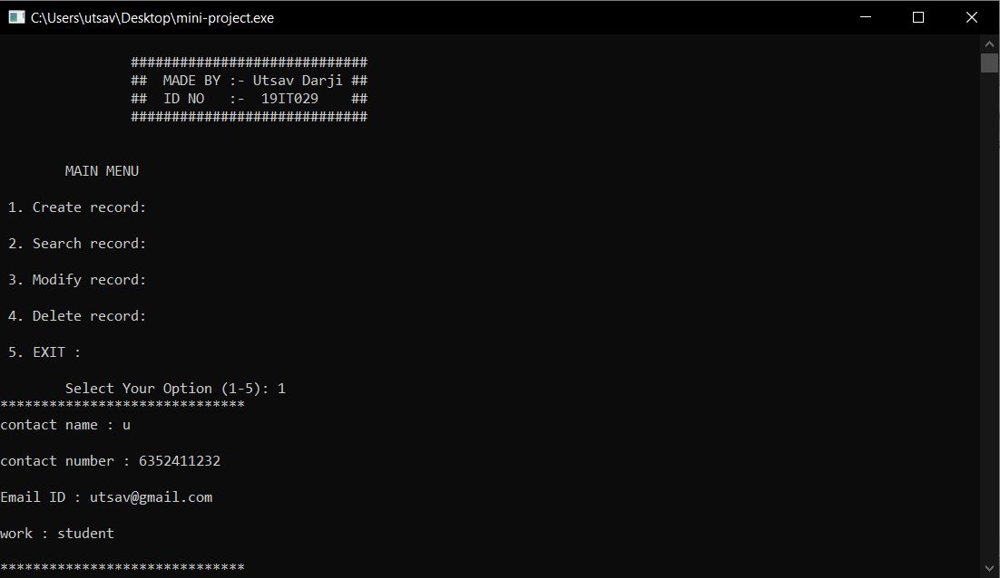 C:\Users\utsav\Desktop\mini-project.exe
#############################
##  MADE BY :- Utsav Darji ##
##  ID NO   :-  19IT029    ##
#############################
MAIN MENU
1. Create record:
2. Search record:
3. Modify record:
4. Delete record:
5. EXIT :
Select Your Option (1-5): 1
******************************
contact name : u
contact number : 6352411232
Email ID : utsav@gmail.com
work : student
******************************